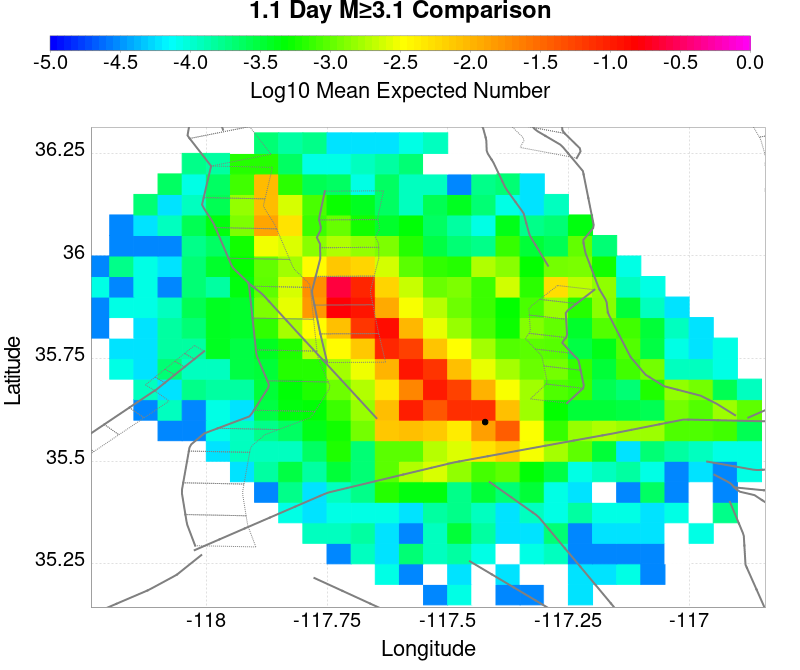 1.1 Day M≥3.1 Comparison
-5.0 -4.5 -4.0 -3.5 -3.0 -2.5 -2.0 -1.5 -1.0 -0.5 0.0
Log10 Mean Expected Number
36.25
36
35.75
35.5
35.25
Latitude
-118 -117.75 -117.5 -117.25 -117
Longitude